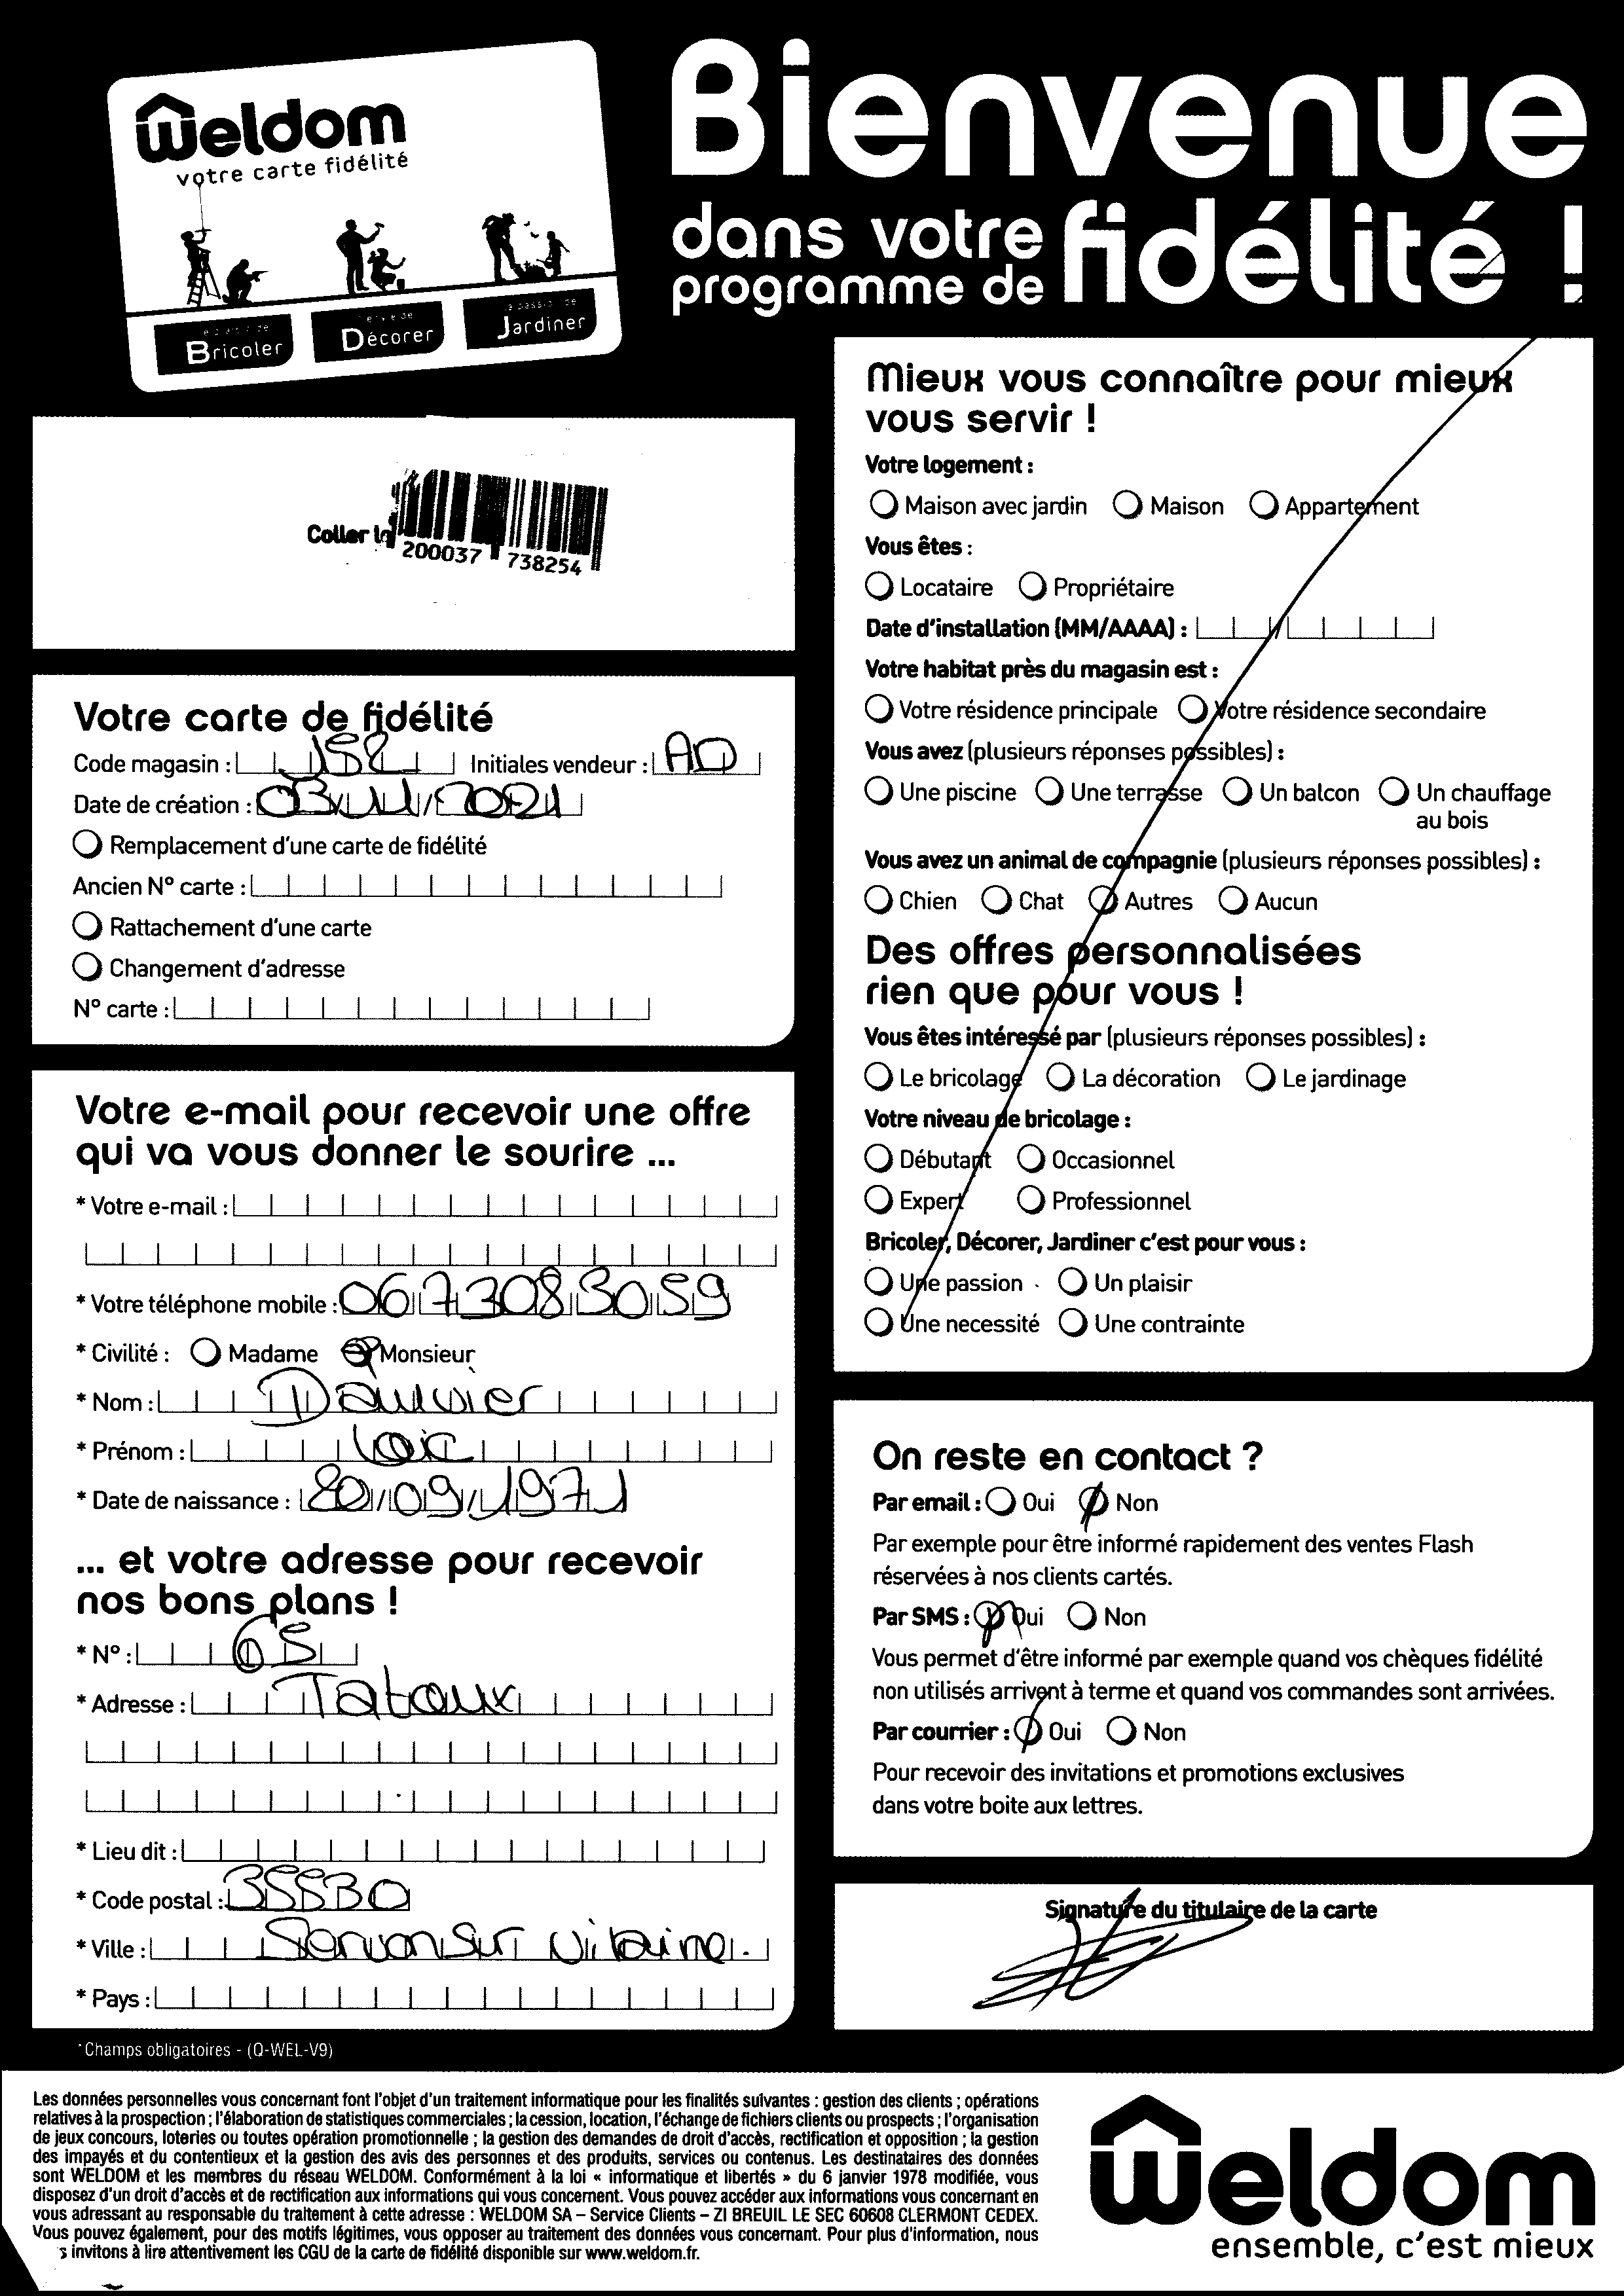 Weldom
votre carte fidélité
Bricoler
Décorer
Jardiner
Bienvenue
dans votre
programme de fidélité !
Coller la
200037 738254
Votre carte de fidélité
Code magasin : 152 Initiales vendeur : AD
Date de création : 03/11/2021
Remplacement d'une carte de fidélité
Ancien N° carte :
Rattachement d'une carte
Changement d'adresse
N° carte :
Votre e-mail pour recevoir une offre
qui va vous donner le sourire ...
* Votre e-mail :
* Votre téléphone mobile : 0673083059
* Civilité : Madame Monsieur
* Nom : Dauvier
* Prénom : Loic
* Date de naissance : 20/09/1971
... et votre adresse pour recevoir
nos bons plans !
* N° : 65
* Adresse : Tatoux
* Lieu dit :
* Code postal : 35530
* Ville : Servon sur Vilaine.
* Pays :
*Champs obligatoires - (Q-WEL-V9)
Mieux vous connaître pour mieux
vous servir !
Votre logement :
Maison avec jardin Maison Appartement
Vous êtes :
Locataire Propriétaire
Date d'installation (MM/AAAA) : /
Votre habitat près du magasin est :
Votre résidence principale Votre résidence secondaire
Vous avez (plusieurs réponses possibles) :
Une piscine Une terrasse Un balcon Un chauffage
au bois
Vous avez un animal de compagnie (plusieurs réponses possibles) :
Chien Chat Autres Aucun
Des offres personnalisées
rien que pour vous !
Vous êtes intéressé par (plusieurs réponses possibles) :
Le bricolage La décoration Le jardinage
Votre niveau de bricolage :
Débutant Occasionnel
Expert Professionnel
Bricoler, Décorer, Jardiner c'est pour vous :
Une passion Un plaisir
Une necessité Une contrainte
On reste en contact ?
Par email : Oui Non
Par exemple pour être informé rapidement des ventes Flash
réservées à nos clients cartés.
Par SMS : Oui Non
Vous permet d'être informé par exemple quand vos chèques fidélité
non utilisés arrivent à terme et quand vos commandes sont arrivées.
Par courrier : Oui Non
Pour recevoir des invitations et promotions exclusives
dans votre boite aux lettres.
Signature du titulaire de la carte
Les données personnelles vous concernant font l'objet d'un traitement informatique pour les finalités suivantes : gestion des clients ; opérations
relatives à la prospection ; l'élaboration de statistiques commerciales ; la cession, location, l'échange de fichiers clients ou prospects ; l'organisation
de jeux concours, loteries ou toutes opération promotionnelle ; la gestion des demandes de droit d'accès, rectification et opposition ; la gestion
des impayés et du contentieux et la gestion des avis des personnes et des produits, services ou contenus. Les destinataires des données
sont WELDOM et les membres du réseau WELDOM. Conformément à la loi « informatique et libertés » du 6 janvier 1978 modifiée, vous
disposez d'un droit d'accès et de rectification aux informations qui vous concernent. Vous pouvez accéder aux informations vous concernant en
vous adressant au responsable du traitement à cette adresse : WELDOM SA – Service Clients – ZI BREUIL LE SEC 60608 CLERMONT CEDEX.
Vous pouvez également, pour des motifs légitimes, vous opposer au traitement des données vous concernant. Pour plus d'information, nous
s invitons à lire attentivement les CGU de la carte de fidélité disponible sur www.weldom.fr.
Weldom
ensemble, c'est mieux